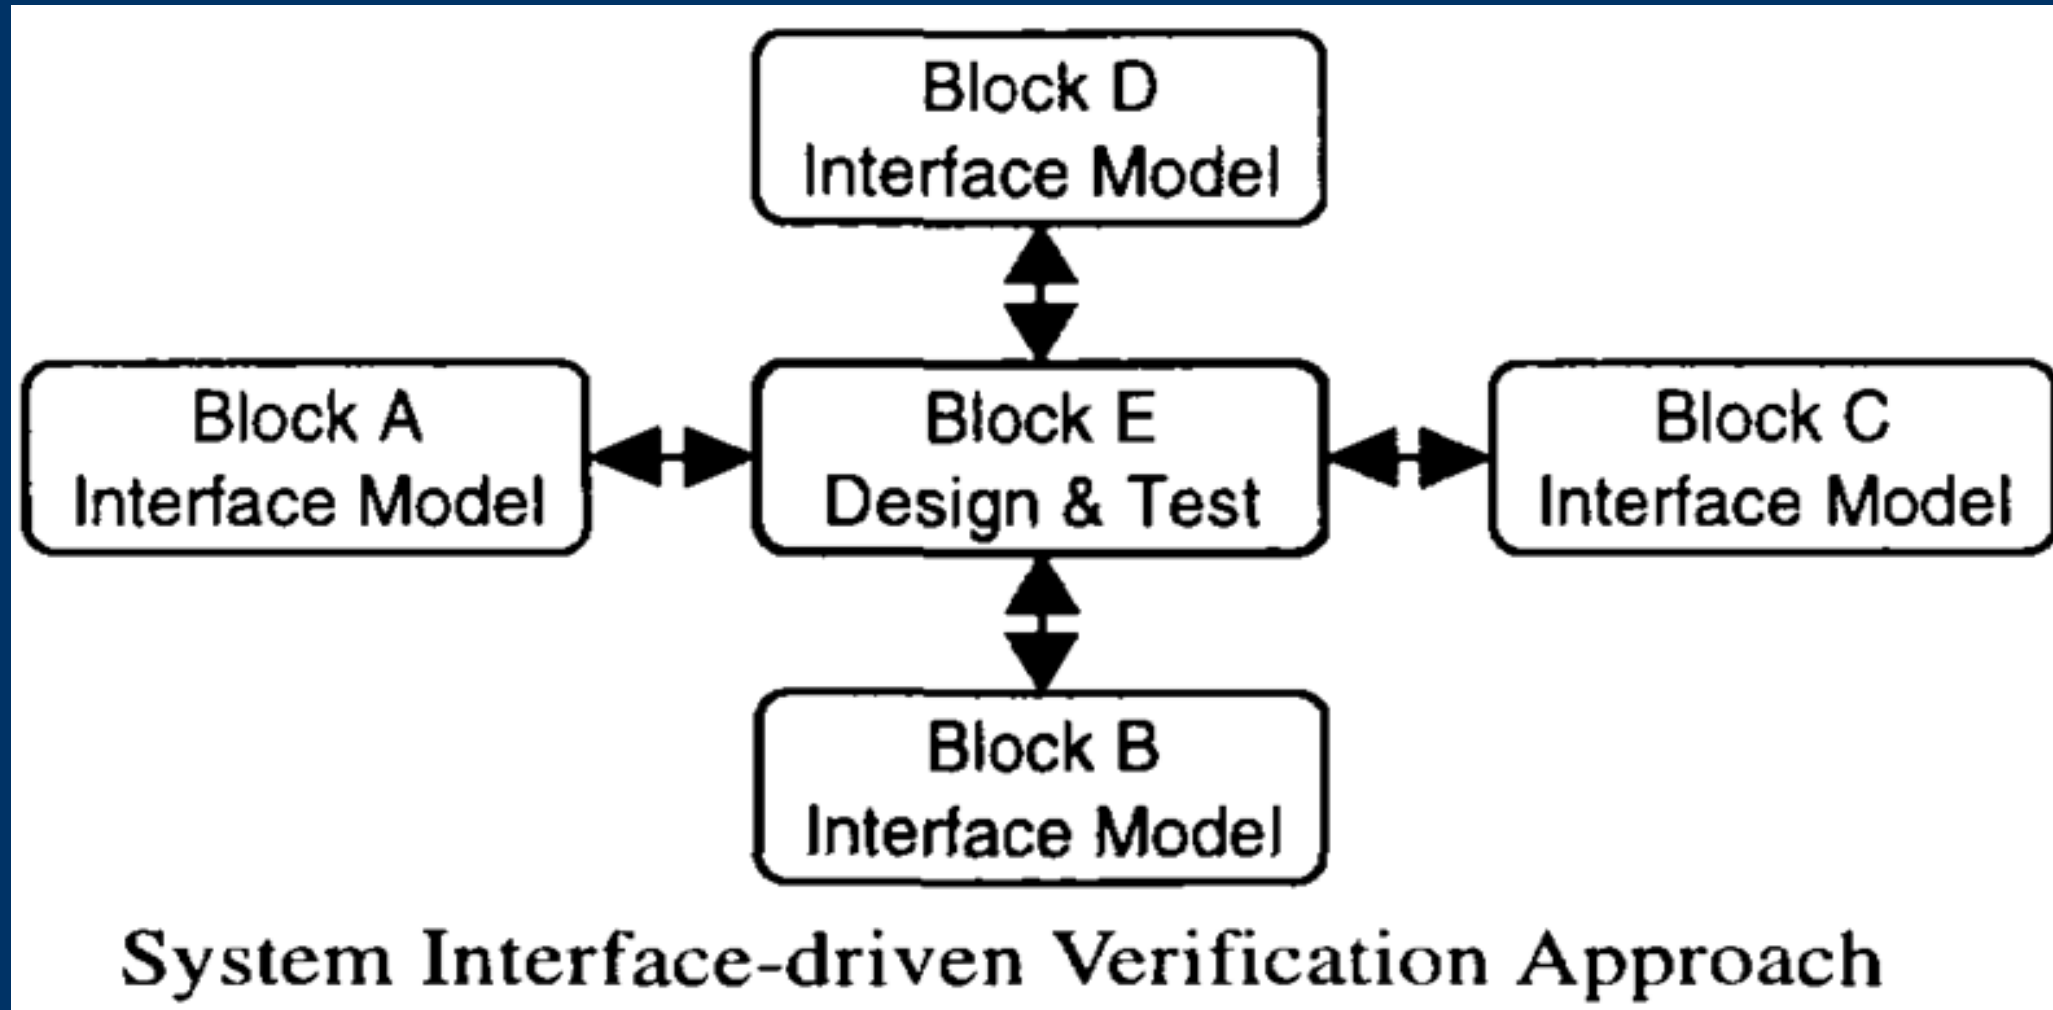 Block D
Interface Model
Block A
Interface Model
Block E
Design & Test
Block C
Interface Model
Block B
Interface Model
System Interface-driven Verification Approach